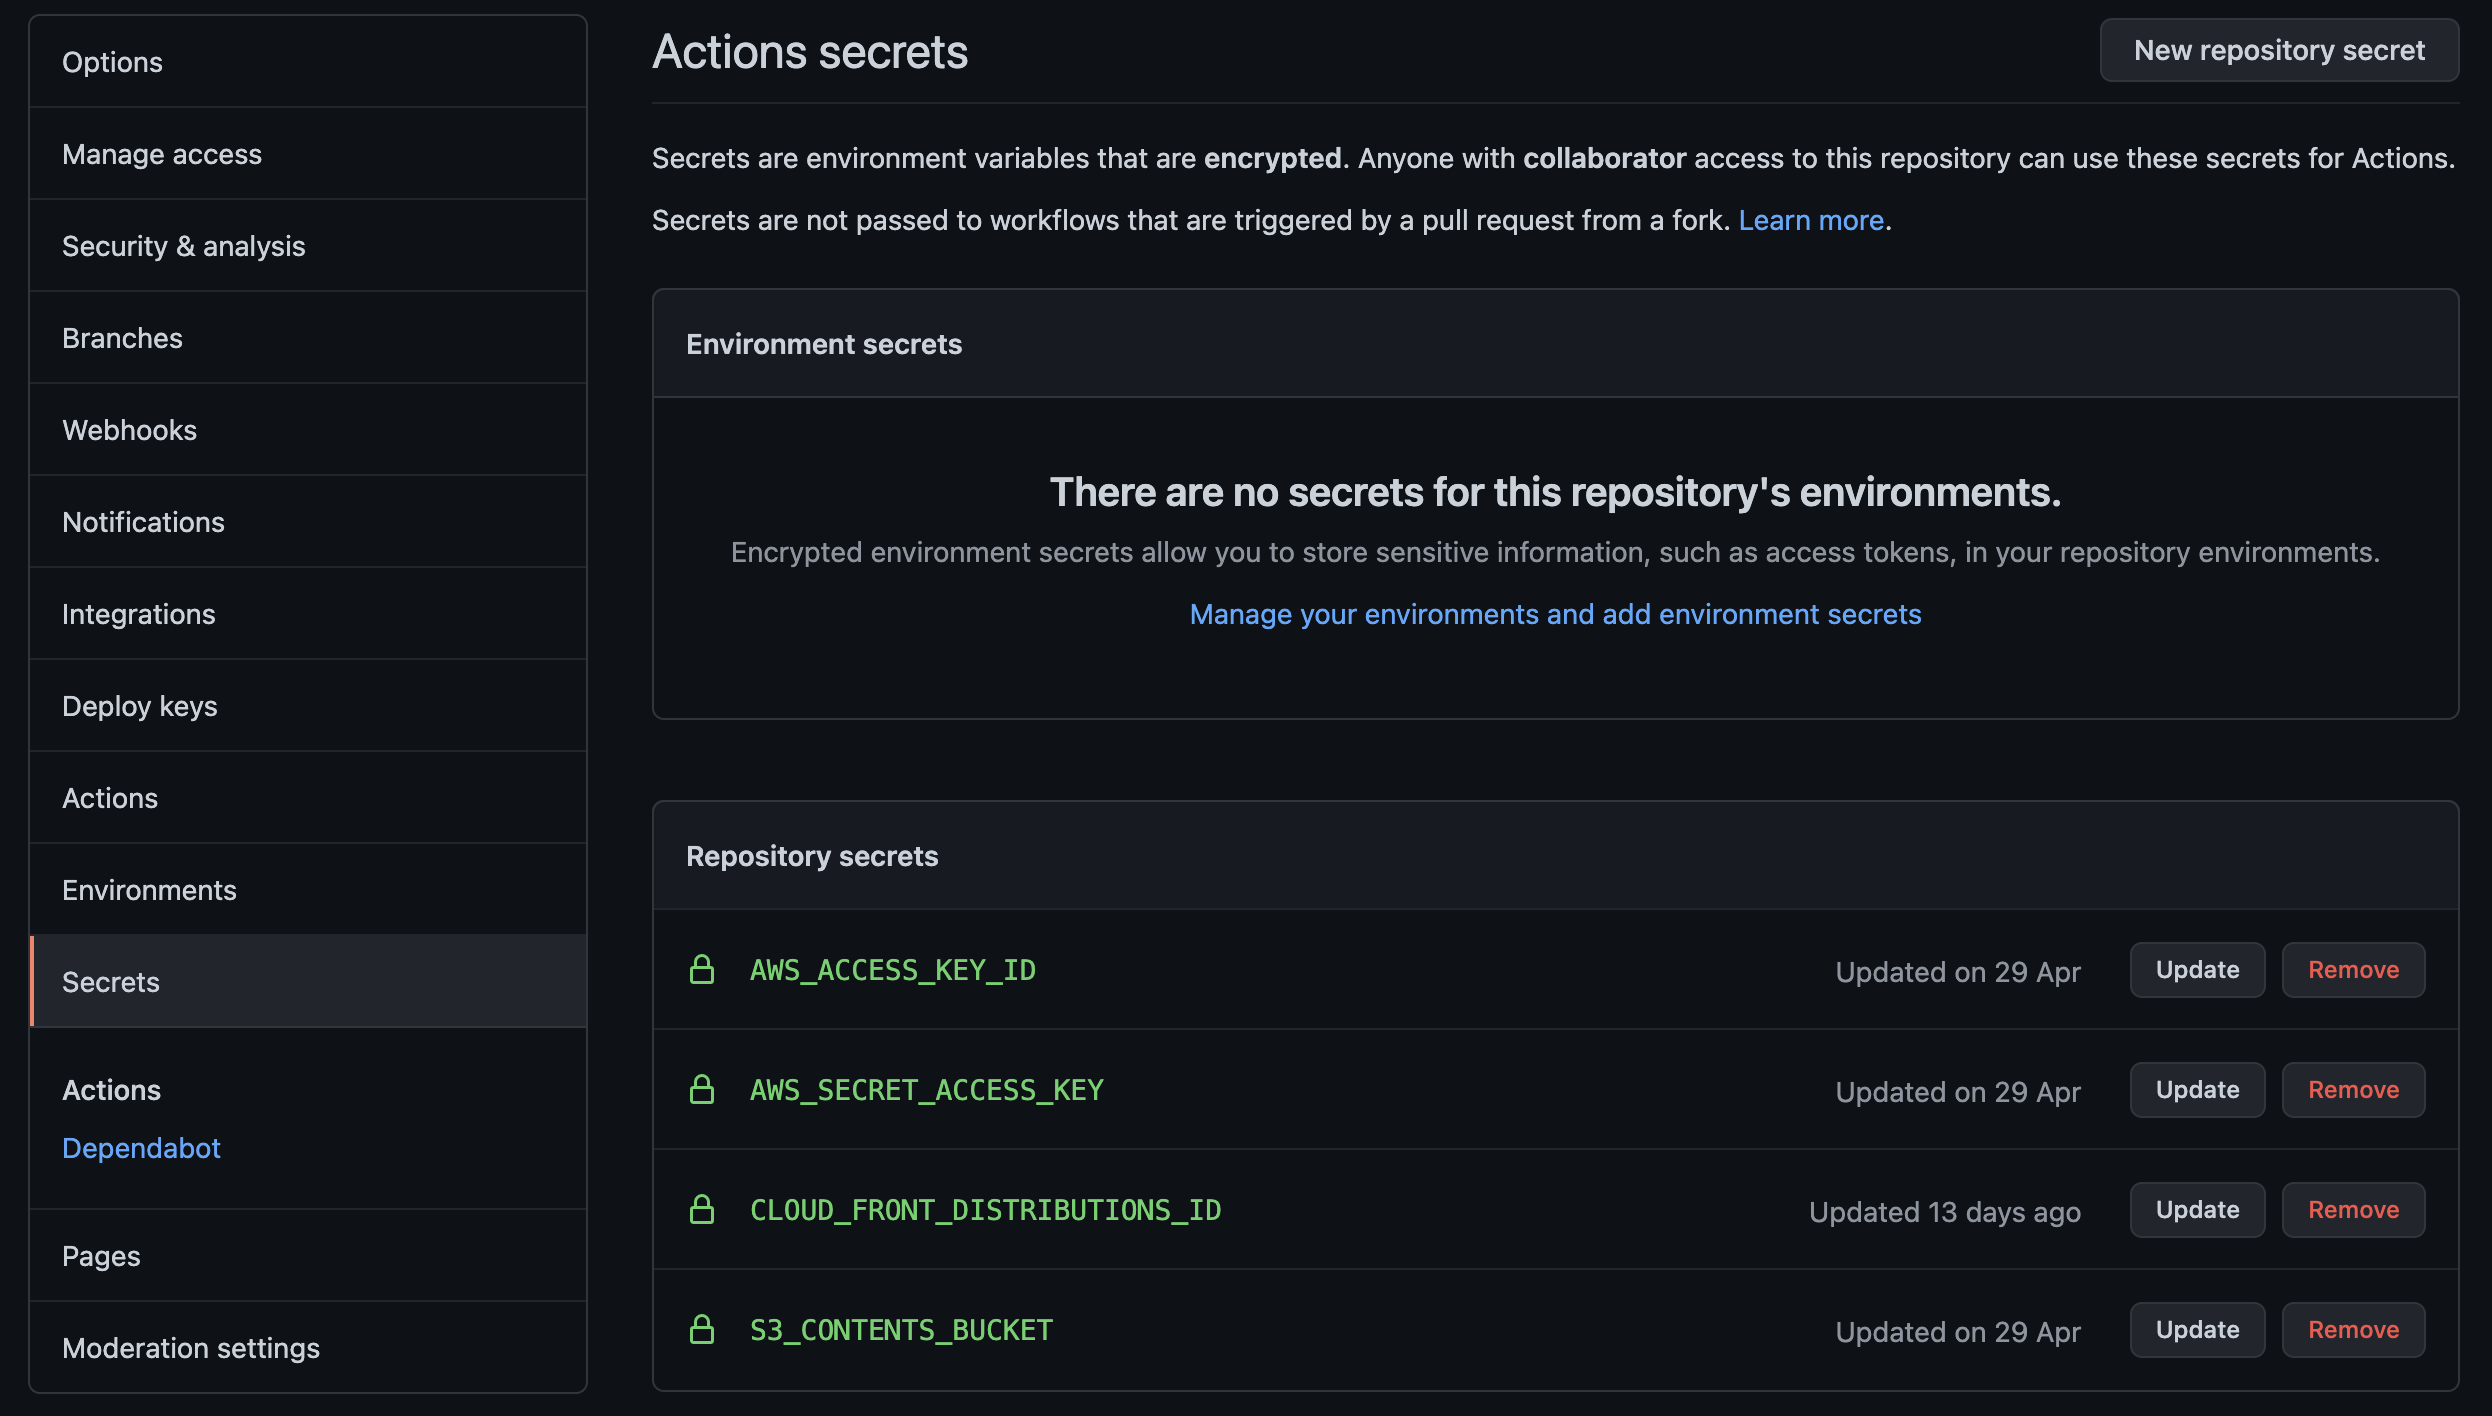 Options
Manage access
Security & analysis
Branches
Webhooks
Notifications
Integrations
Deploy keys
Actions
Environments
Secrets
Actions
Dependabot
Pages
Moderation settings
Actions secrets
New repository secret
Secrets are environment variables that are encrypted. Anyone with collaborator access to this repository can use these secrets for Actions.
Secrets are not passed to workflows that are triggered by a pull request from a fork. Learn more.
Environment secrets
There are no secrets for this repository's environments.
Encrypted environment secrets allow you to store sensitive information, such as access tokens, in your repository environments.
Manage your environments and add environment secrets
Repository secrets
AWS_ACCESS_KEY_ID Updated on 29 Apr Update Remove
AWS_SECRET_ACCESS_KEY Updated on 29 Apr Update Remove
CLOUD_FRONT_DISTRIBUTIONS_ID Updated 13 days ago Update Remove
S3_CONTENTS_BUCKET Updated on 29 Apr Update Remove